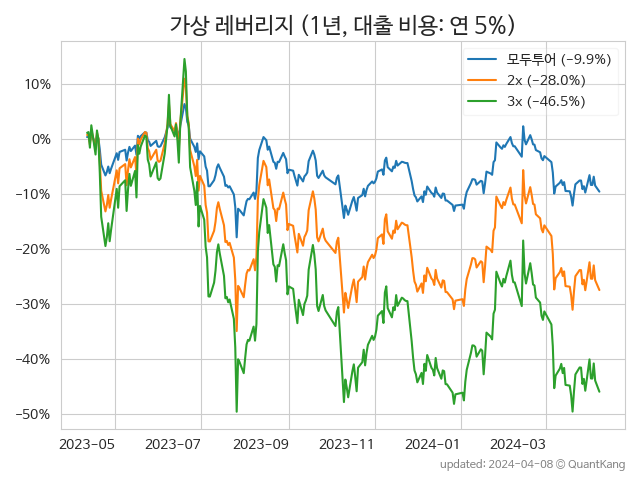 가상 레버리지 (1년, 대출 비용: 연 5%)
모두투어 (−9.9%)
2x (−28.0%)
3x (−46.5%)
10%
0%
−10%
−20%
−30%
−40%
−50%
2023-05 2023-07 2023-09 2023-11 2024-01 2024-03
updated: 2024-04-08 © QuantKang